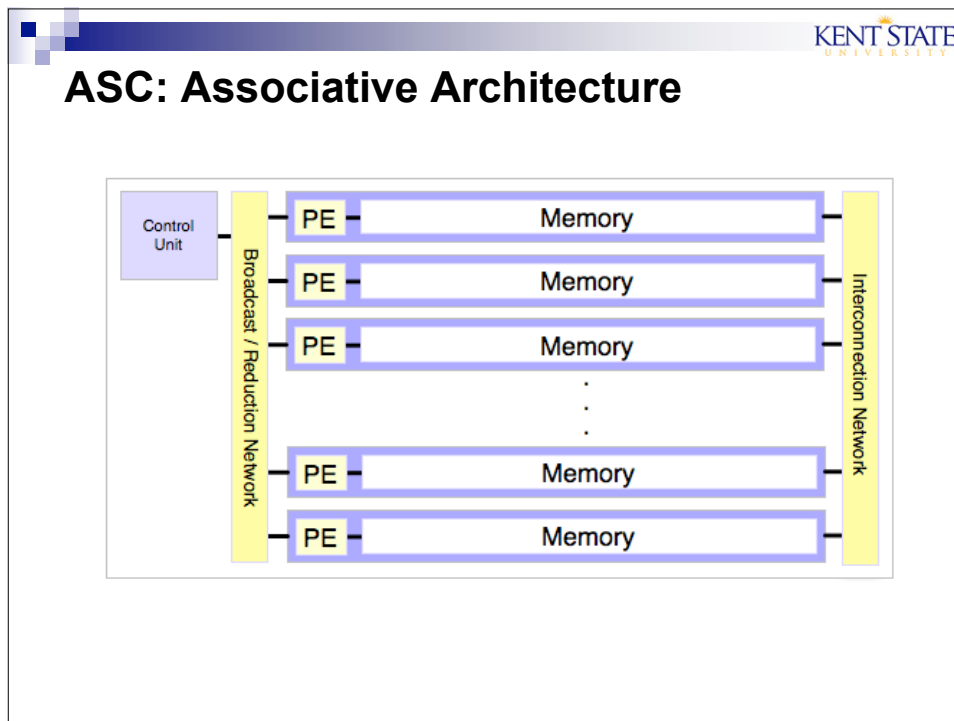 KENT STATE
UNIVERSITY
ASC: Associative Architecture
Control
Unit
Broadcast / Reduction Network
PE
Memory
PE
Memory
PE
Memory
.
.
.
PE
Memory
PE
Memory
Interconnection Network